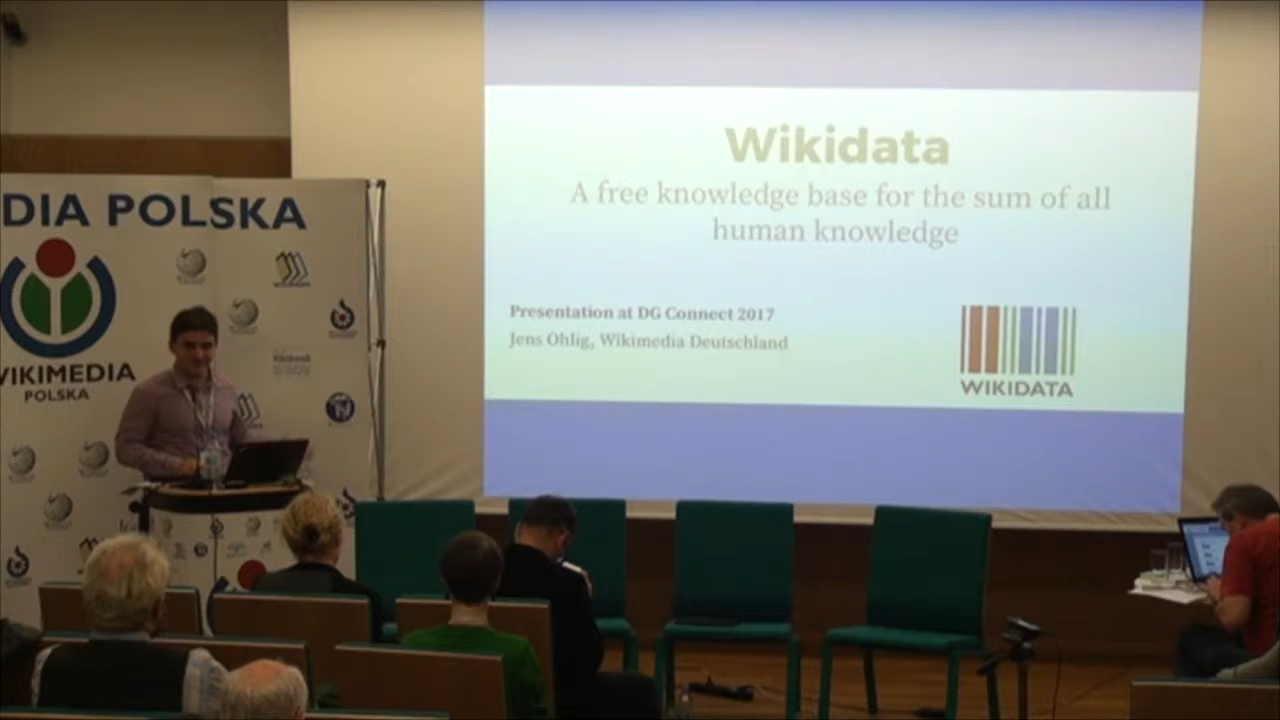 DIA POLSKA
WIKIMEDIA
POLSKA
Wikidata
A free knowledge base for the sum of all
human knowledge
Presentation at DG Connect 2017
Jens Ohlig, Wikimedia Deutschland
WIKIDATA